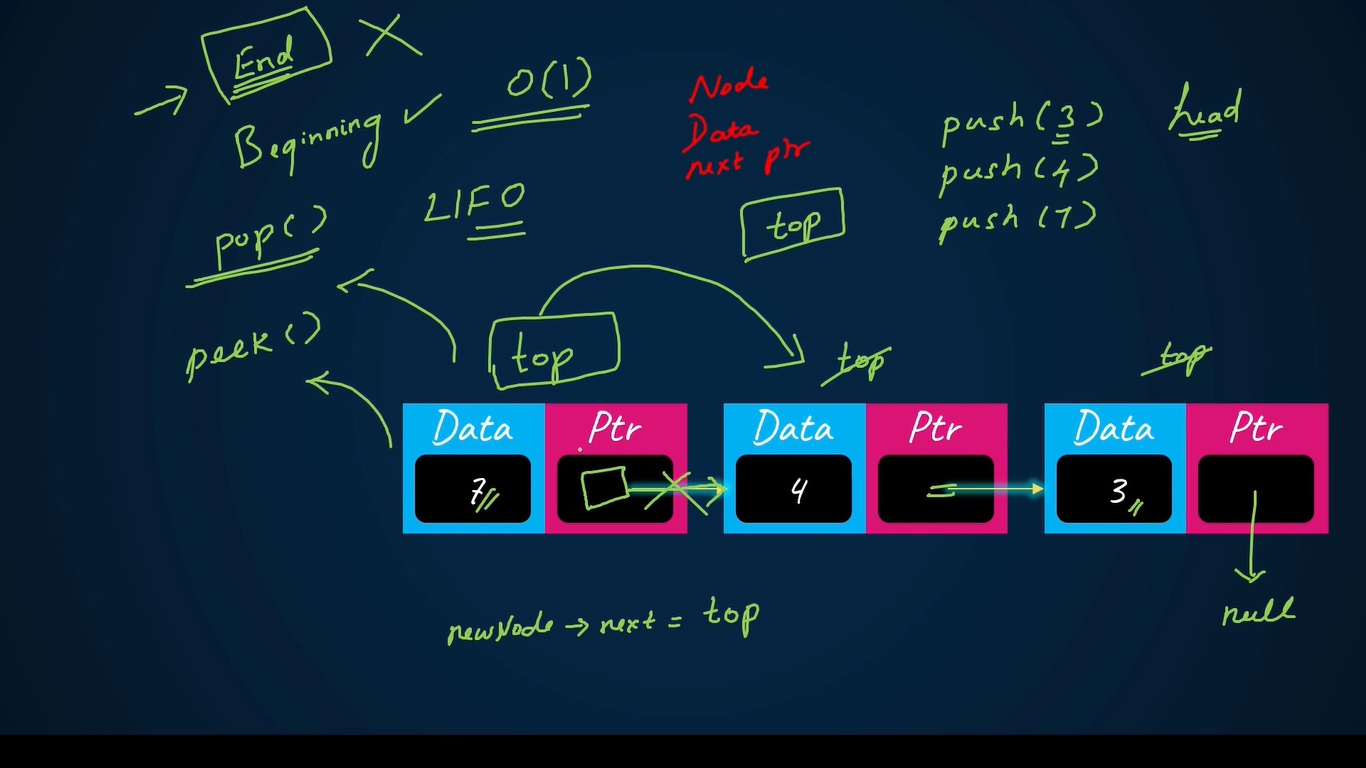 End
Beginning
O(1)
LIFO
pop()
peek()
Node
Data
next ptr
top
push(3)
push(4)
push(7)
head
top
top
top
Data Ptr
7
Data Ptr
4
Data Ptr
3
null
newNode → next = top